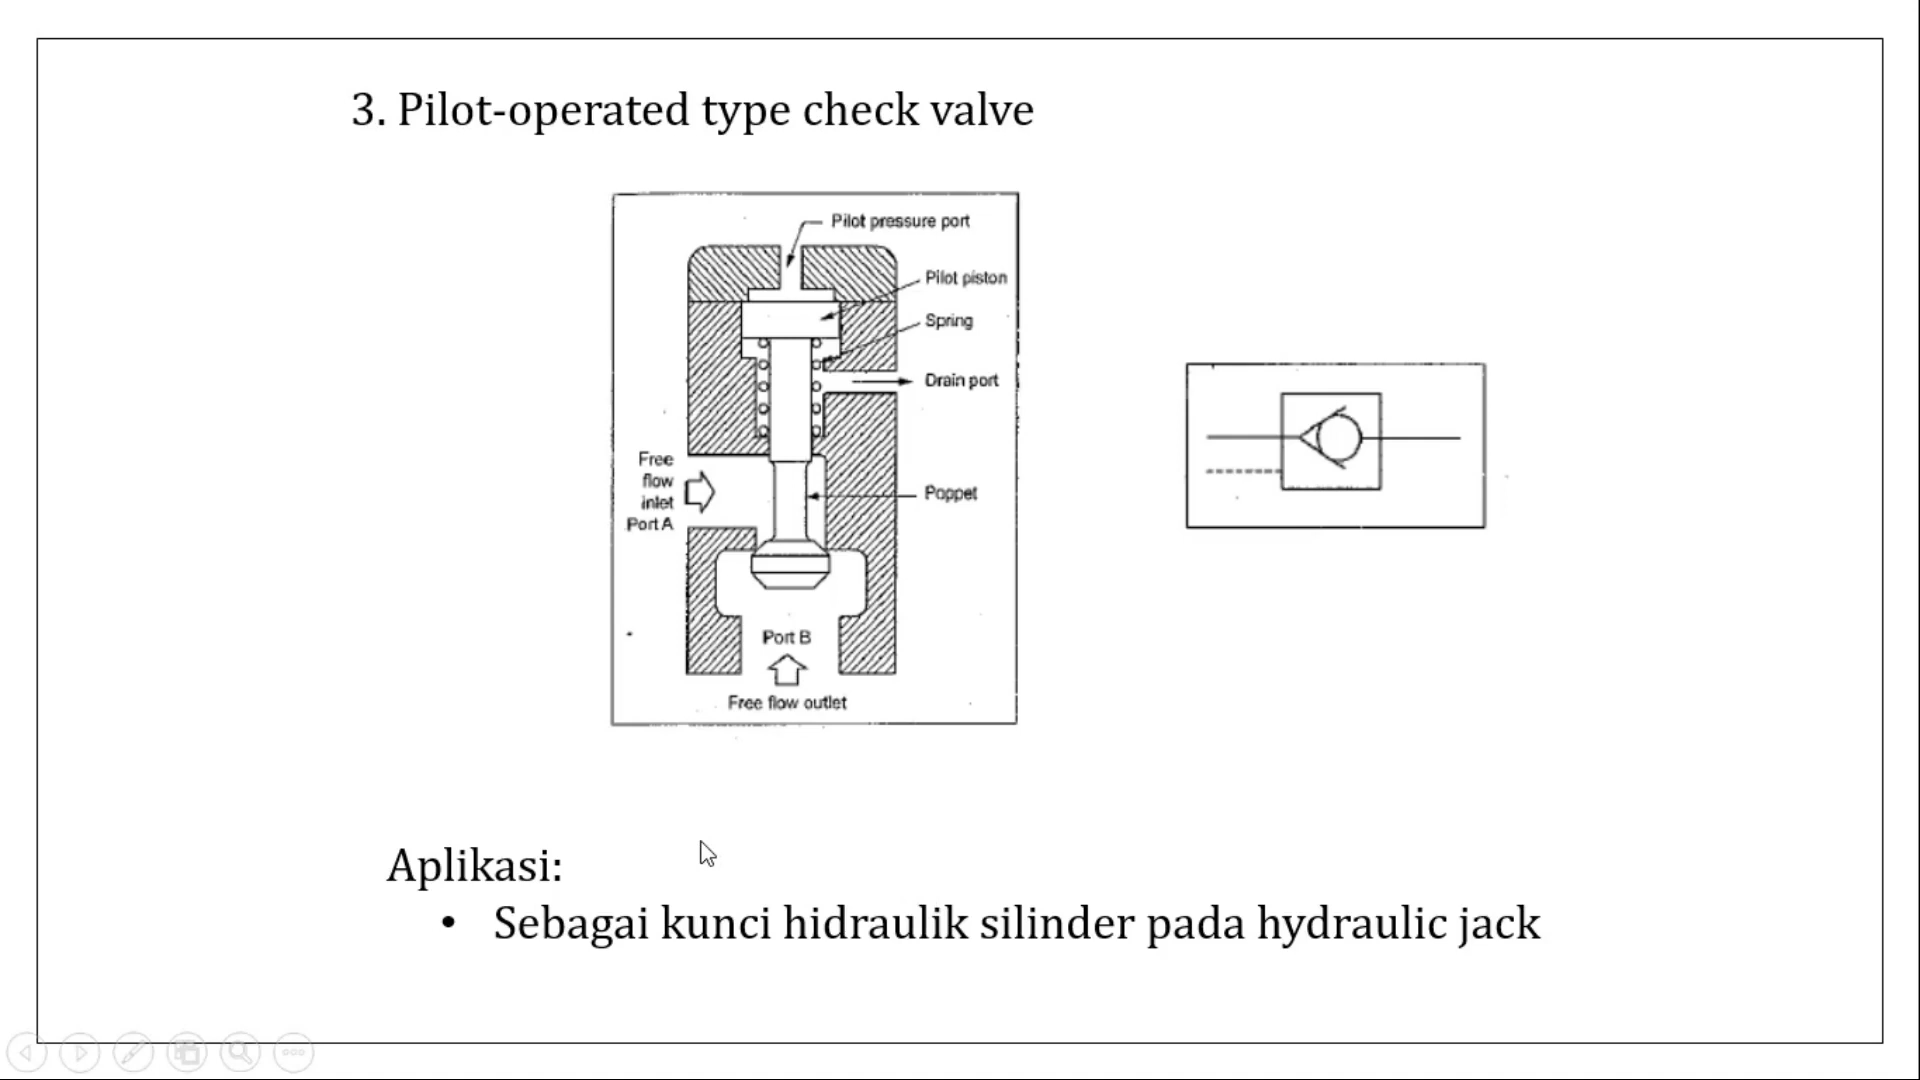 3. Pilot-operated type check valve
Pilot pressure port
Pilot piston
Spring
Drain port
Free
flow
inlet
Port A
Poppet
Port B
Free flow outlet
Aplikasi:
• Sebagai kunci hidraulik silinder pada hydraulic jack